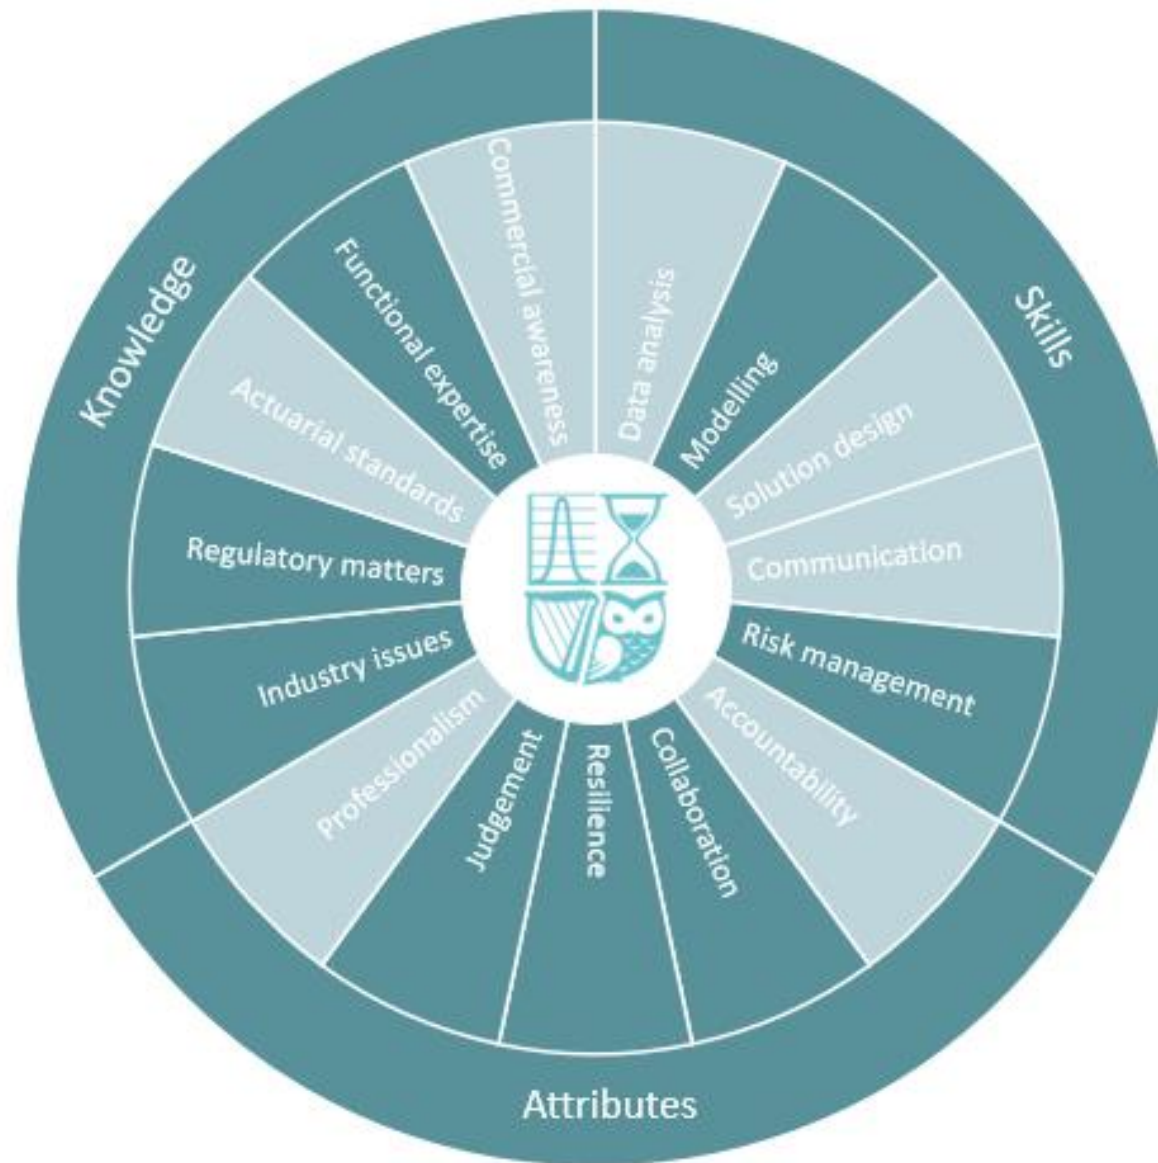 Knowledge
Skills
Attributes
Commercial awareness
Data analysis
Functional expertise
Modelling
Actuarial standards
Solution design
Regulatory matters
Communication
Industry issues
Risk management
Professionalism
Accountability
Judgement
Resilience
Collaboration